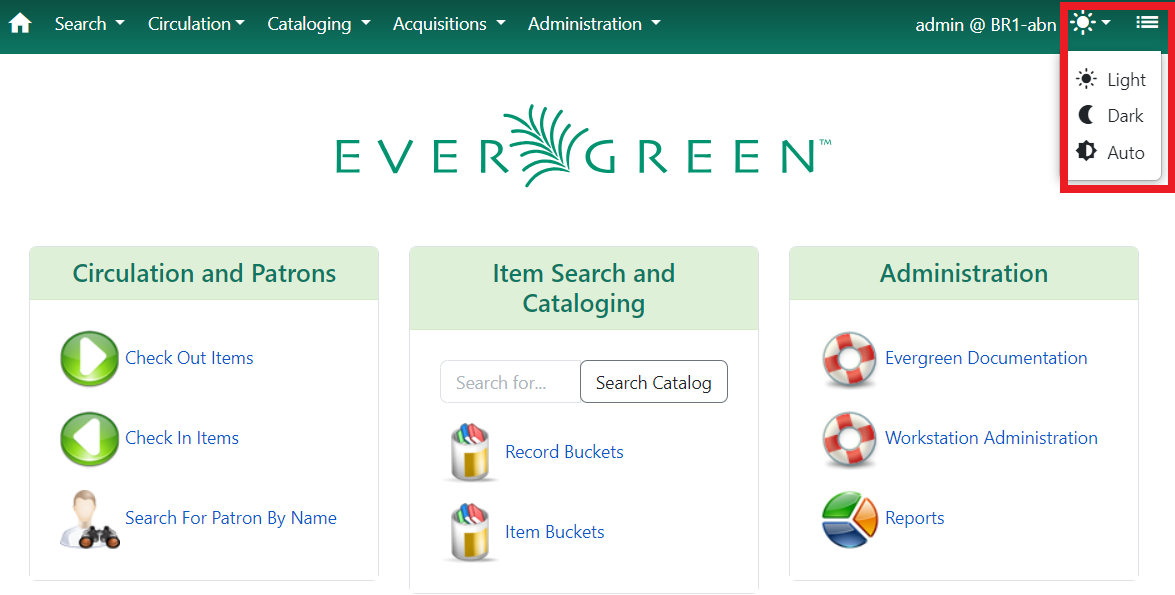 Search Circulation Cataloging Acquisitions Administration admin @ BR1-abn
Light
Dark
Auto
EVERGREEN™
Circulation and Patrons
Check Out Items
Check In Items
Search For Patron By Name
Item Search and
Cataloging
Search for... Search Catalog
Record Buckets
Item Buckets
Administration
Evergreen Documentation
Workstation Administration
Reports